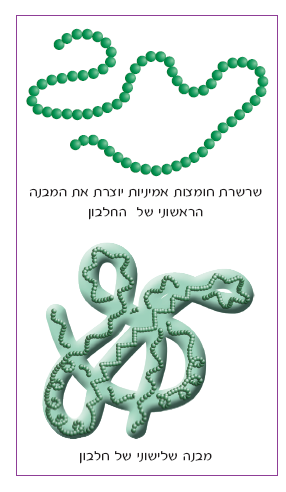 שרשרת חומצות אמיניות יוצרת את המבנה
הראשוני של החלבון
מבנה שלישוני של חלבון